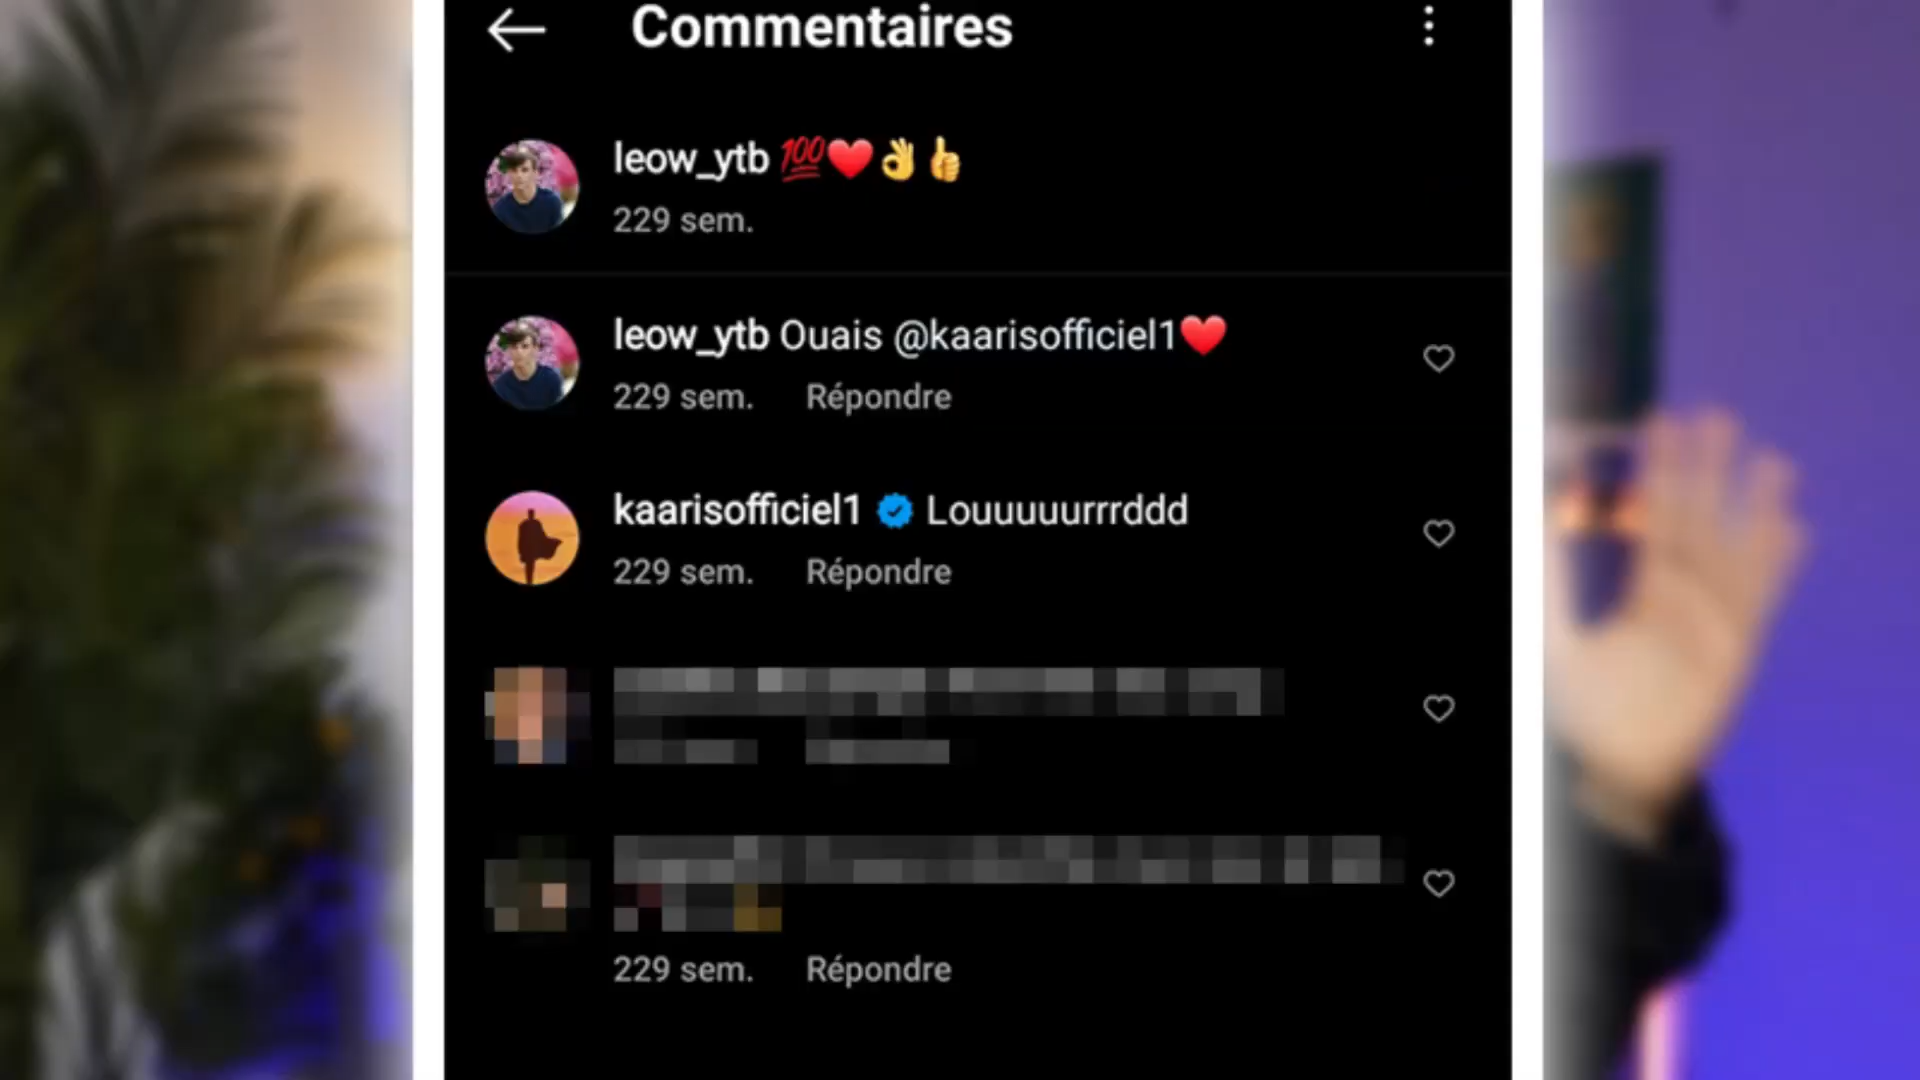 Commentaires
leow_ytb 💯❤️👌👍
229 sem.
leow_ytb Ouais @kaarisofficiel1❤️
229 sem. Répondre
kaarisofficiel1 Louuuuurrrddd
229 sem. Répondre
229 sem. Répondre